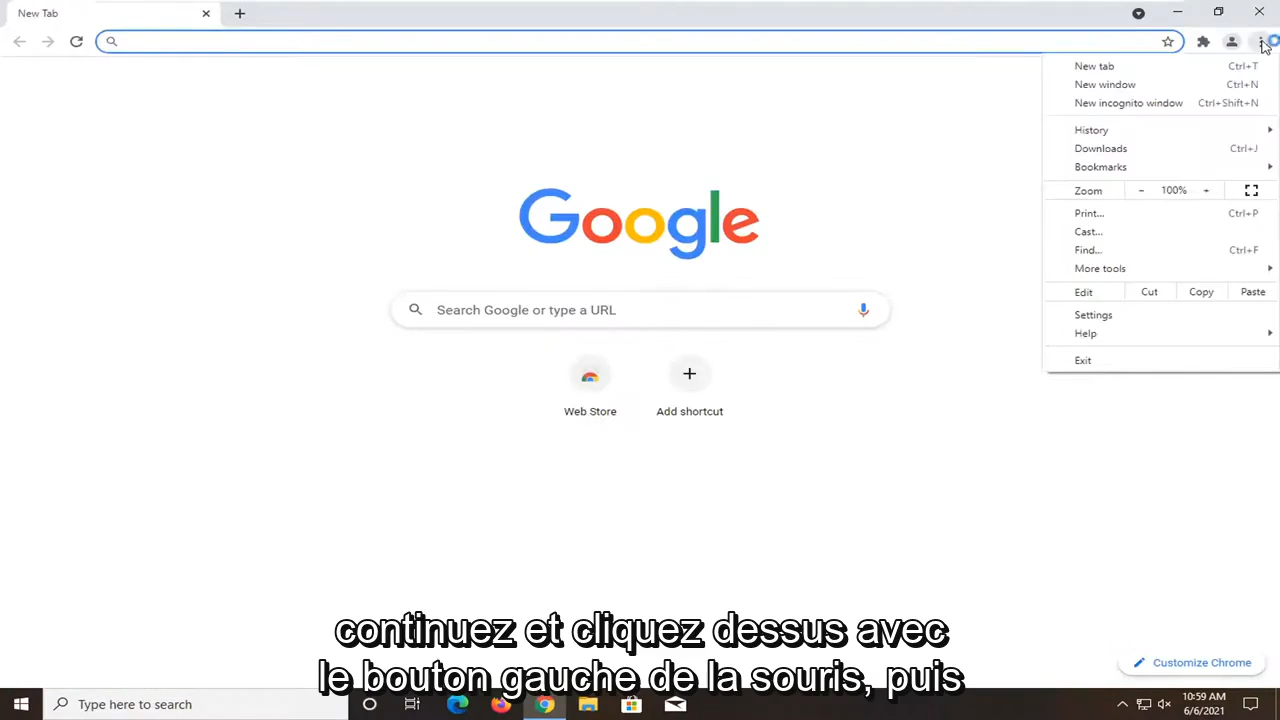 New Tab
New tab Ctrl+T
New window Ctrl+N
New incognito window Ctrl+Shift+N
History
Downloads Ctrl+J
Bookmarks
Zoom - 100% +
Print... Ctrl+P
Cast...
Find... Ctrl+F
More tools
Edit Cut Copy Paste
Settings
Help
Exit
Google
Search Google or type a URL
Web Store Add shortcut
continuez et cliquez dessus avec
le bouton gauche de la souris, puis
Customize Chrome
Type here to search
10:59 AM
6/6/2021